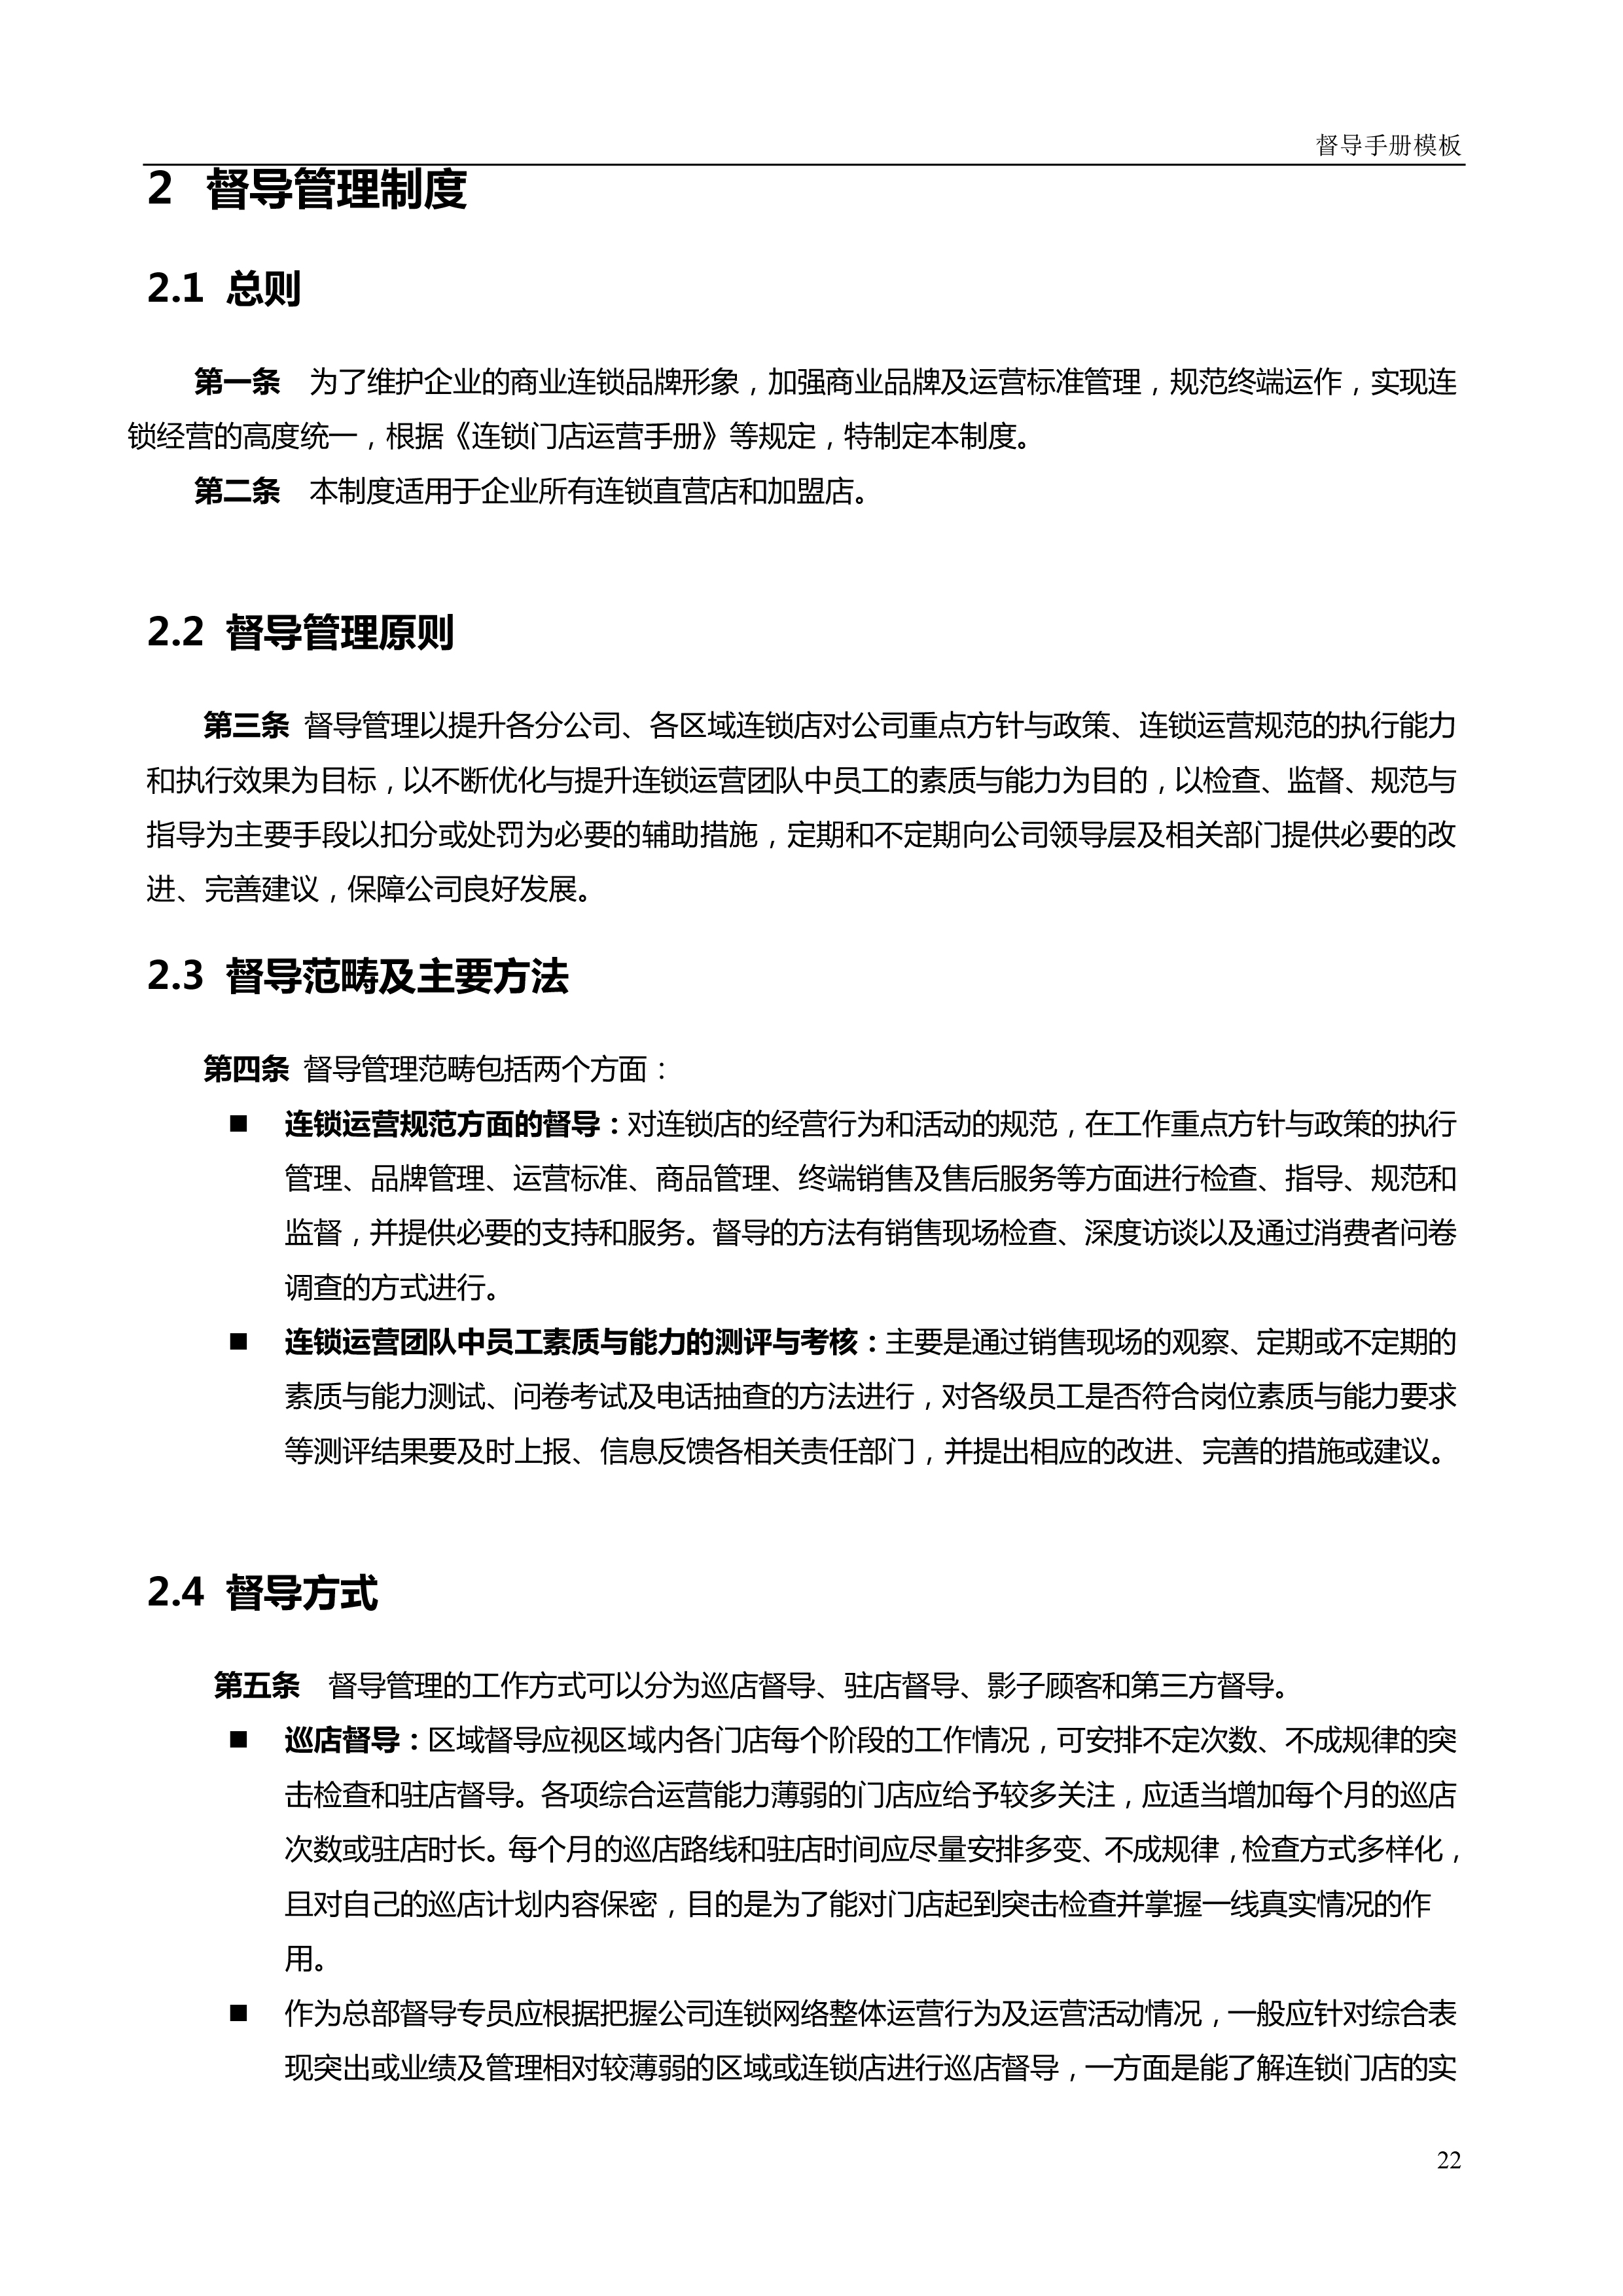 督导手册模板
2 督导管理制度
2.1 总则
第一条 为了维护企业的商业连锁品牌形象，加强商业品牌及运营标准管理，规范终端运作，实现连
锁经营的高度统一，根据《连锁门店运营手册》等规定，特制定本制度。
第二条 本制度适用于企业所有连锁直营店和加盟店。
2.2 督导管理原则
第三条 督导管理以提升各分公司、各区域连锁店对公司重点方针与政策、连锁运营规范的执行能力
和执行效果为目标，以不断优化与提升连锁运营团队中员工的素质与能力为目的，以检查、监督、规范与
指导为主要手段以扣分或处罚为必要的辅助措施，定期和不定期向公司领导层及相关部门提供必要的改
进、完善建议，保障公司良好发展。
2.3 督导范畴及主要方法
第四条 督导管理范畴包括两个方面：
■ 连锁运营规范方面的督导：对连锁店的经营行为和活动的规范，在工作重点方针与政策的执行
管理、品牌管理、运营标准、商品管理、终端销售及售后服务等方面进行检查、指导、规范和
监督，并提供必要的支持和服务。督导的方法有销售现场检查、深度访谈以及通过消费者问卷
调查的方式进行。
■ 连锁运营团队中员工素质与能力的测评与考核：主要是通过销售现场的观察、定期或不定期的
素质与能力测试、问卷考试及电话抽查的方法进行，对各级员工是否符合岗位素质与能力要求
等测评结果要及时上报、信息反馈各相关责任部门，并提出相应的改进、完善的措施或建议。
2.4 督导方式
第五条 督导管理的工作方式可以分为巡店督导、驻店督导、影子顾客和第三方督导。
■ 巡店督导：区域督导应视区域内各门店每个阶段的工作情况，可安排不定次数、不成规律的突
击检查和驻店督导。各项综合运营能力薄弱的门店应给予较多关注，应适当增加每个月的巡店
次数或驻店时长。每个月的巡店路线和驻店时间应尽量安排多变、不成规律，检查方式多样化，
且对自己的巡店计划内容保密，目的是为了能对门店起到突击检查并掌握一线真实情况的作
用。
■ 作为总部督导专员应根据把握公司连锁网络整体运营行为及运营活动情况，一般应针对综合表
现突出或业绩及管理相对较薄弱的区域或连锁店进行巡店督导，一方面是能了解连锁门店的实
22